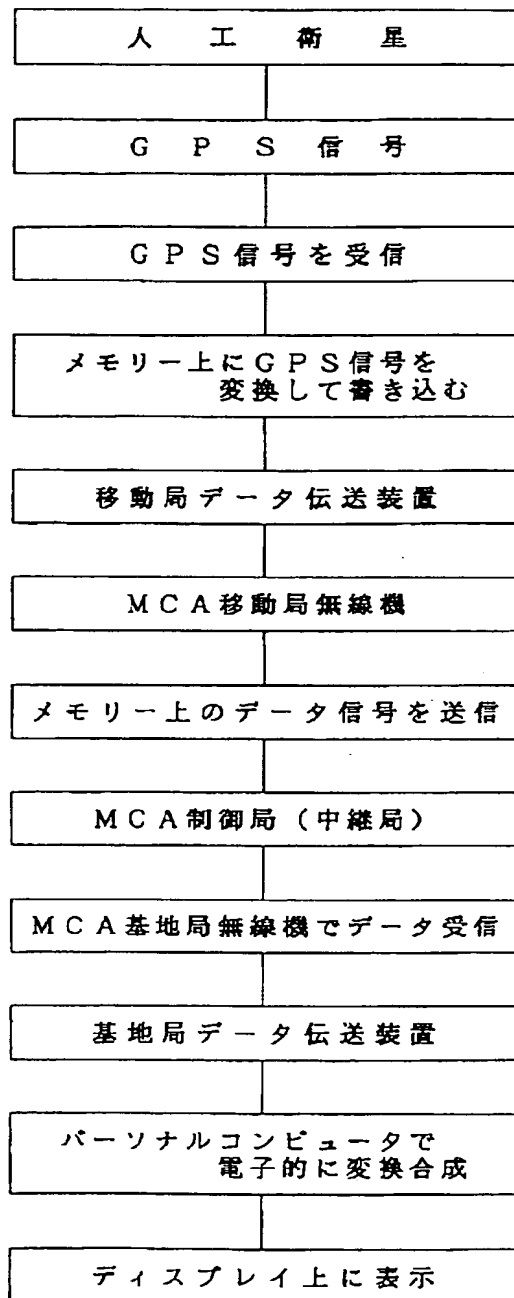 人工衛星
GPS信号
GPS信号を受信
メモリー上にGPS信号を
変換して書き込む
移動局データ伝送装置
MCA移動局無線機
メモリー上のデータ信号を送信
MCA制御局(中継局)
MCA基地局無線機でデータ受信
基地局データ伝送装置
パーソナルコンピュータで
電子的に変換合成
ディスプレイ上に表示